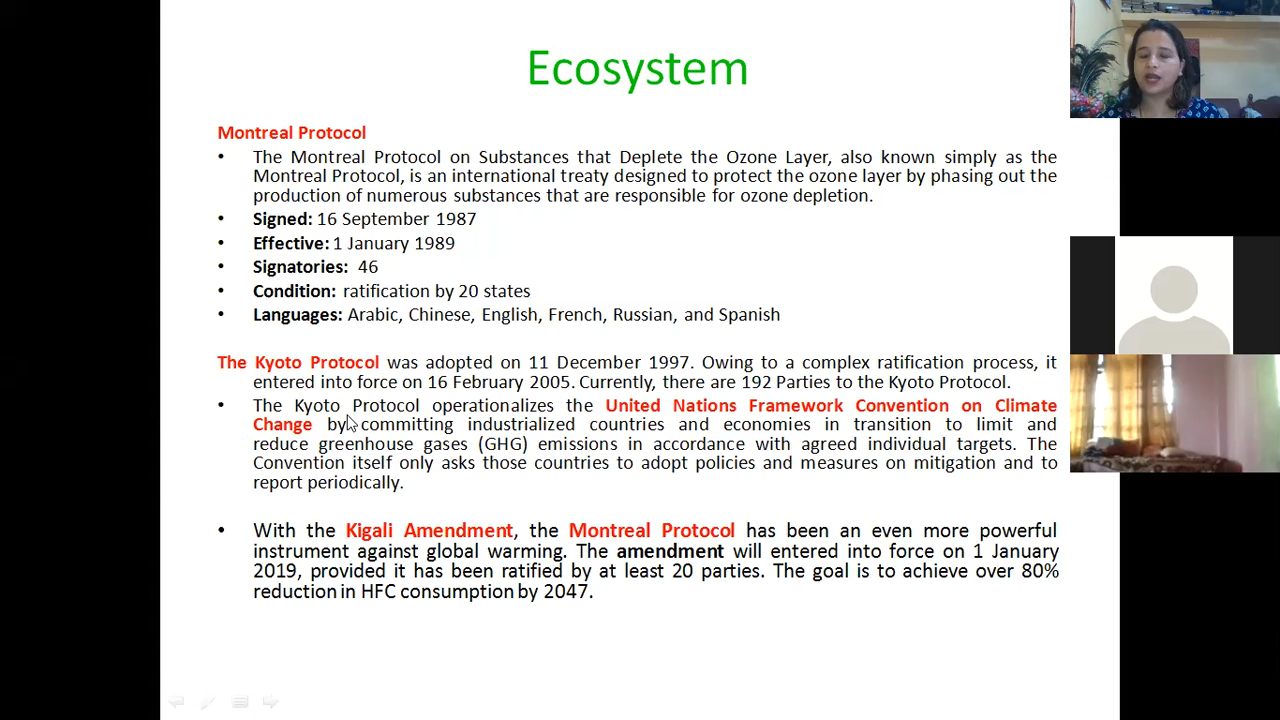 Ecosystem
Montreal Protocol
• The Montreal Protocol on Substances that Deplete the Ozone Layer, also known simply as the
Montreal Protocol, is an international treaty designed to protect the ozone layer by phasing out the
production of numerous substances that are responsible for ozone depletion.
• Signed: 16 September 1987
• Effective: 1 January 1989
• Signatories: 46
• Condition: ratification by 20 states
• Languages: Arabic, Chinese, English, French, Russian, and Spanish
The Kyoto Protocol was adopted on 11 December 1997. Owing to a complex ratification process, it
entered into force on 16 February 2005. Currently, there are 192 Parties to the Kyoto Protocol.
• The Kyoto Protocol operationalizes the United Nations Framework Convention on Climate
Change by committing industrialized countries and economies in transition to limit and
reduce greenhouse gases (GHG) emissions in accordance with agreed individual targets. The
Convention itself only asks those countries to adopt policies and measures on mitigation and to
report periodically.
• With the Kigali Amendment, the Montreal Protocol has been an even more powerful
instrument against global warming. The amendment will entered into force on 1 January
2019, provided it has been ratified by at least 20 parties. The goal is to achieve over 80%
reduction in HFC consumption by 2047.